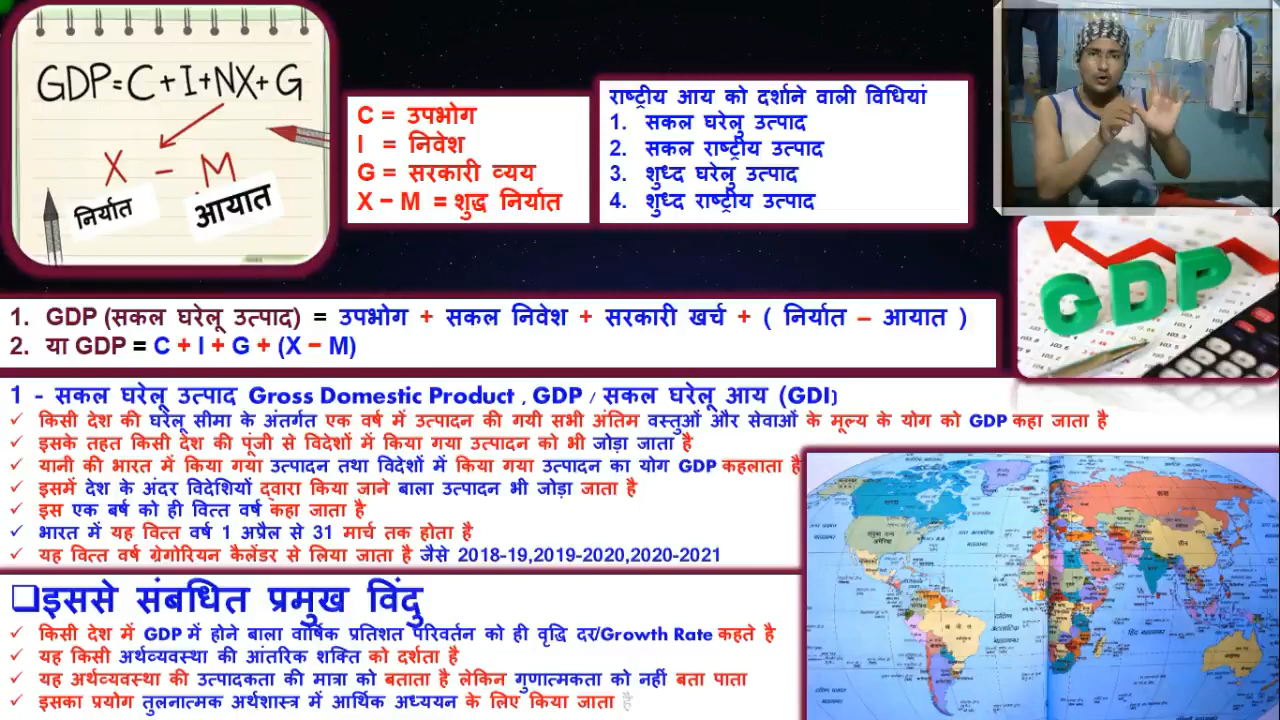 GDP=C+I+NX+G
X - M
निर्यात
आयात
C = उपभोग
I = निवेश
G = सरकारी व्यय
X − M = शुद्ध निर्यात
राष्ट्रीय आय को दर्शाने वाली विधियां
1. सकल घरेलु उत्पाद
2. सकल राष्ट्रीय उत्पाद
3. शुध्द घरेलु उत्पाद
4. शुध्द राष्ट्रीय उत्पाद
GDP
1. GDP (सकल घरेलू उत्पाद) = उपभोग + सकल निवेश + सरकारी खर्च + ( निर्यात − आयात )
2. या GDP = C + I + G + (X − M)
1 - सकल घरेलू उत्पाद Gross Domestic Product , GDP / सकल घरेलू आय (GDI)
✓ किसी देश की घरेलू सीमा के अंतर्गत एक वर्ष में उत्पादन की गयी सभी अंतिम वस्तुओं और सेवाओं के मूल्य के योग को GDP कहा जाता है
✓ इसके तहत किसी देश की पूंजी से विदेशों में किया गया उत्पादन को भी जोड़ा जाता है
✓ यानी की भारत में किया गया उत्पादन तथा विदेशों में किया गया उत्पादन का योग GDP कहलाता है
✓ इसमें देश के अंदर विदेशियों द्वारा किया जाने बाला उत्पादन भी जोड़ा जाता है
✓ इस एक बर्ष को ही वित्त वर्ष कहा जाता है
✓ भारत में यह वित्त वर्ष 1 अप्रैल से 31 मार्च तक होता है
✓ यह वित्त वर्ष ग्रेगोरियन कैलेंडर से लिया जाता है जैसे 2018-19,2019-2020,2020-2021
❑इससे संबधित प्रमुख विंदु
✓ किसी देश में GDP में होने बाला वार्षिक प्रतिशत परिवर्तन को ही वृद्धि दर/Growth Rate कहते है
✓ यह किसी अर्थव्यवस्था की आंतरिक शक्ति को दर्शता है
✓ यह अर्थव्यवस्था की उत्पादकता की मात्रा को बताता है लेकिन गुणात्मकता को नहीं बता पाता
✓ इसका प्रयोग तुलनात्मक अर्थशास्त्र में आर्थिक अध्ययन के लिए किया जाता है